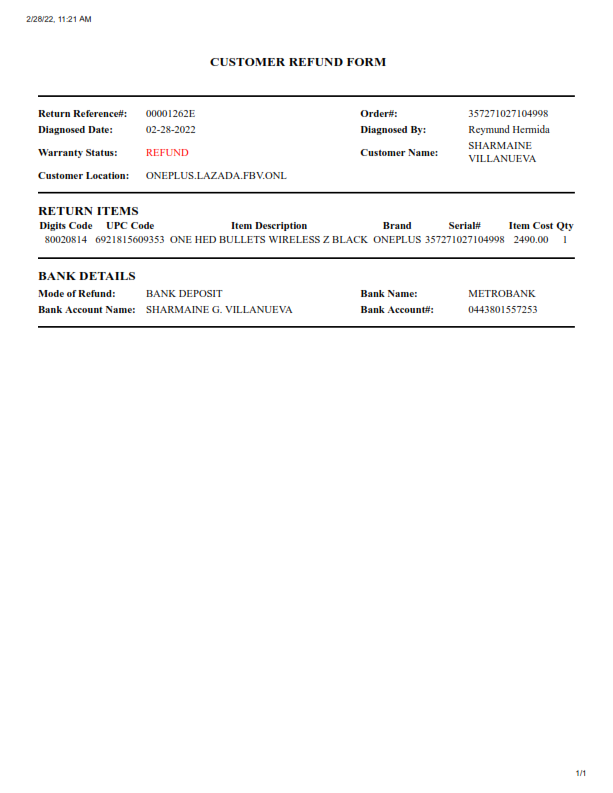 2/28/22, 11:21 AM
CUSTOMER REFUND FORM
Return Reference#: 00001262E Order#: 357271027104998
Diagnosed Date: 02-28-2022 Diagnosed By: Reymund Hermida
Warranty Status: REFUND Customer Name: SHARMAINE VILLANUEVA
Customer Location: ONEPLUS.LAZADA.FBV.ONL
RETURN ITEMS
Digits Code UPC Code Item Description Brand Serial# Item Cost Qty
80020814 6921815609353 ONE HED BULLETS WIRELESS Z BLACK ONEPLUS 357271027104998 2490.00 1
BANK DETAILS
Mode of Refund: BANK DEPOSIT Bank Name: METROBANK
Bank Account Name: SHARMAINE G. VILLANUEVA Bank Account#: 0443801557253
1/1